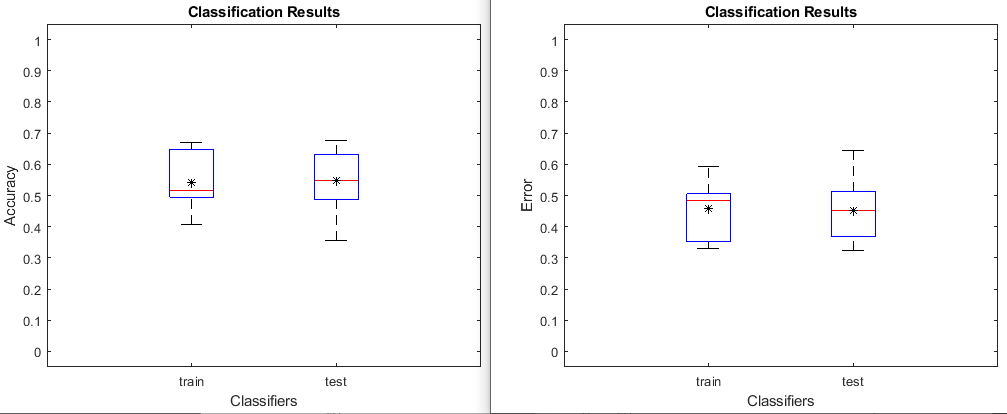 Classification Results
1
0.9
0.8
0.7
0.6
0.5
0.4
0.3
0.2
0.1
0
Accuracy
train test
Classifiers
Classification Results
1
0.9
0.8
0.7
0.6
0.5
0.4
0.3
0.2
0.1
0
Error
train test
Classifiers